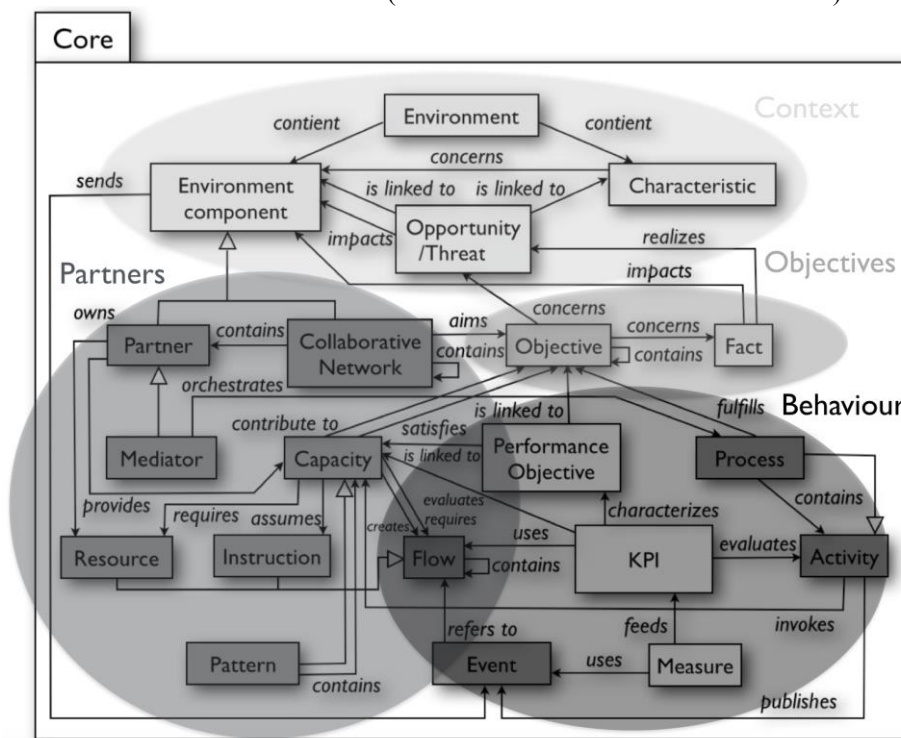 Core
Context
Environment
contient
contient
concerns
sends
Environment
component
is linked to
is linked to
Characteristic
Opportunity
/Threat
impacts
realizes
Partners
impacts
Objectives
owns
concerns
Partner
contains
Collaborative
Network
aims
contains
Objective
concerns
contains
Fact
orchestrates
is linked to
fulfills
Behaviour
contribute to
satisfies
Mediator
Capacity
is linked to
Performance
Objective
Process
provides
requires
assumes
creates
evaluates
requires
characterizes
contains
Resource
Instruction
Flow
uses
contains
KPI
evaluates
Activity
refers to
feeds
invokes
Pattern
contains
Event
uses
Measure
publishes